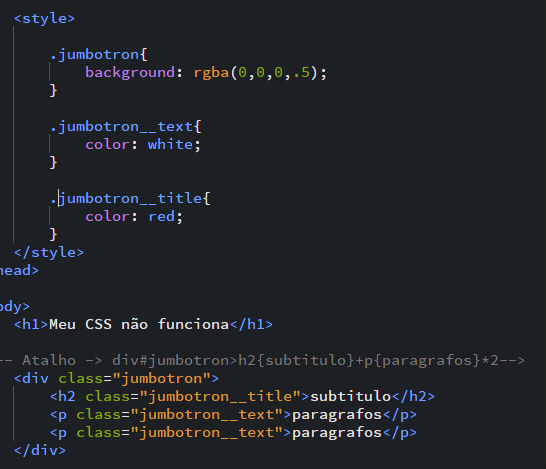 <style>
.jumbotron{
background: rgba(0,0,0,.5);
}
.jumbotron__text{
color: white;
}
.jumbotron__title{
color: red;
}
</style>
head>
ody>
<h1>Meu CSS não funciona</h1>
-- Atalho -> div#jumbotron>h2{subtitulo}+p{paragrafos}*2-->
<div class="jumbotron">
<h2 class="jumbotron__title">subtitulo</h2>
<p class="jumbotron__text">paragrafos</p>
<p class="jumbotron__text">paragrafos</p>
</div>